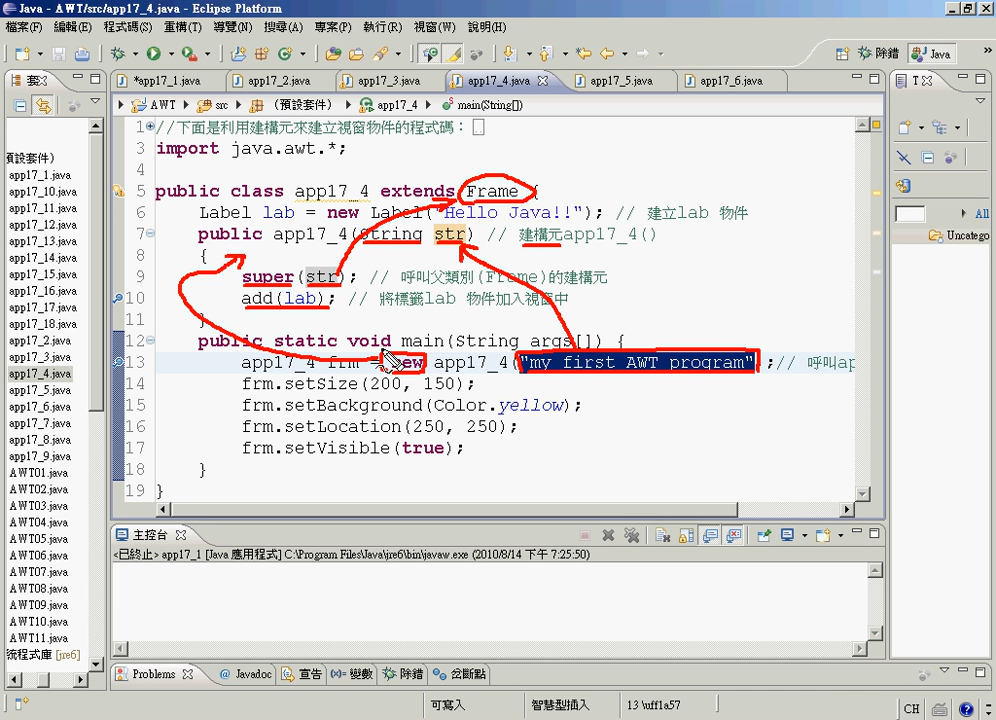 Java - AWT/src/app17_4.java - Eclipse Platform
檔案(F) 編輯(E) 程式碼(S) 重構(T) 導覽(N) 搜尋(A) 專案(P) 執行(R) 視窗(W) 說明(H)
除錯 Java
套 *app17_1.java app17_2.java app17_3.java app17_4.java app17_5.java app17_6.java T
AWT src (預設套件) app17_4 main(String[])
1 //下面是利用建構元來建立視窗物件的程式碼：
3 import java.awt.*;
4
5 public class app17_4 extends Frame {
6 Label lab = new Label("Hello Java!!"); // 建立lab 物件
7 public app17_4(String str) // 建構元app17_4()
8 {
9 super(str); // 呼叫父類別(Frame)的建構元
10 add(lab); // 將標籤lab 物件加入視窗中
11 }
12 public static void main(String args[]) {
13 app17_4 frm = new app17_4("my first AWT program" ;// 呼叫ap
14 frm.setSize(200, 150);
15 frm.setBackground(Color.yellow);
16 frm.setLocation(250, 250);
17 frm.setVisible(true);
18 }
19 }
預設套件)
app17_1.java
app17_10.java
app17_11.java
app17_12.java
app17_13.java
app17_14.java
app17_15.java
app17_16.java
app17_17.java
app17_18.java
app17_2.java
app17_3.java
app17_4.java
app17_5.java
app17_6.java
app17_7.java
app17_8.java
app17_9.java
AWT01.java
AWT02.java
AWT03.java
AWT04.java
AWT05.java
AWT06.java
AWT07.java
AWT08.java
AWT09.java
AWT10.java
AWT11.java
統程式庫 [jre6]
All
Uncatego
主控台
<已終止> app17_1 [Java 應用程式] C:\Program Files\Java\jre6\bin\javaw.exe (2010/8/14 下午 7:25:50)
Problems @ Javadoc 宣告 (x)= 變數 除錯 岔斷點
可寫入 智慧型插入 13 \uff1a57 CH